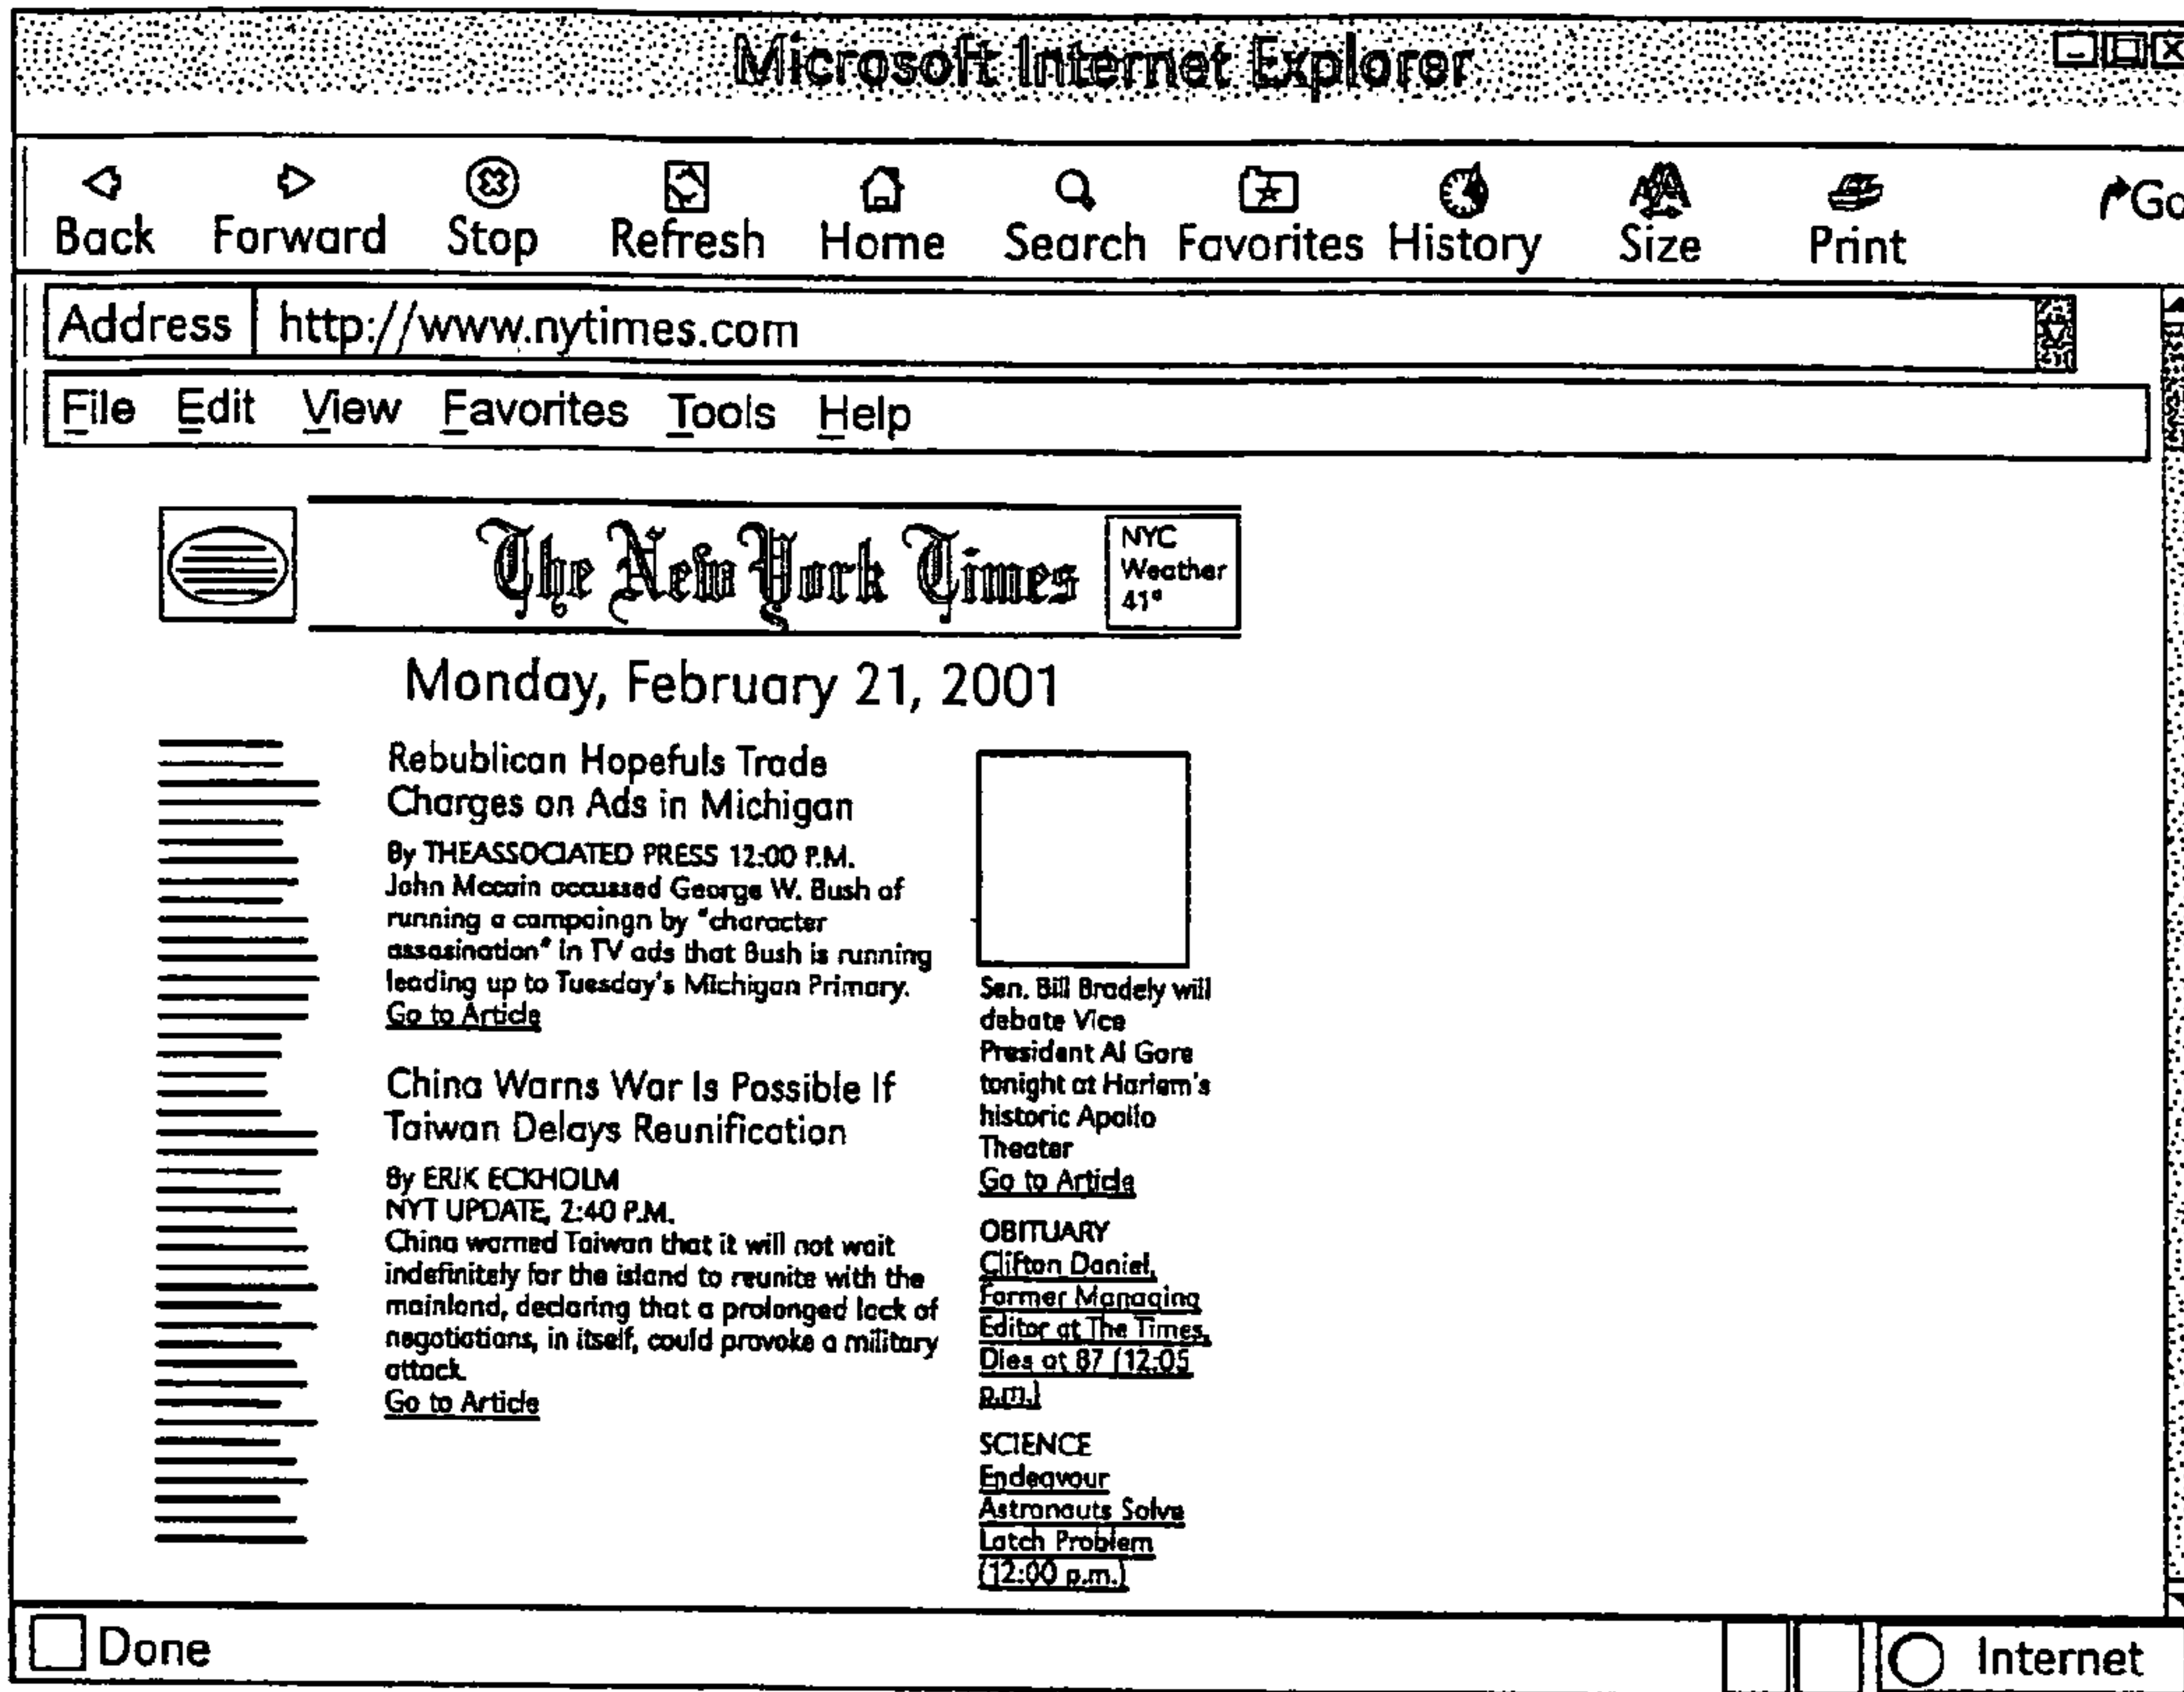 Microsoft Internet Explorer
Back Forward Stop Refresh Home Search Favorites History Size Print Go
Address http://www.nytimes.com
File Edit View Favorites Tools Help
The New York Times
NYC
Weather
41°
Monday, February 21, 2001
Rebublican Hopefuls Trade
Charges on Ads in Michigan
By THEASSOCIATED PRESS 12:00 P.M.
John Mccain accussed George W. Bush of
running a campaingn by "character
assasination" in TV ads that Bush is running
leading up to Tuesday's Michigan Primary.
Go to Article
China Warns War Is Possible If
Taiwan Delays Reunification
By ERIK ECKHOLM
NYT UPDATE, 2:40 P.M.
China warned Taiwan that it will not wait
indefinitely for the island to reunite with the
mainland, declaring that a prolonged lack of
negotiations, in itself, could provoke a military
attack.
Go to Article
Sen. Bill Bradely will
debate Vice
President Al Gore
tonight at Harlem's
historic Apollo
Theater
Go to Article
OBITUARY
Clifton Daniel,
Former Managing
Editor at The Times,
Dies at 87 (12:05
p.m.)
SCIENCE
Endeavour
Astronauts Solve
Latch Problem
(12:00 p.m.)
Done
Internet